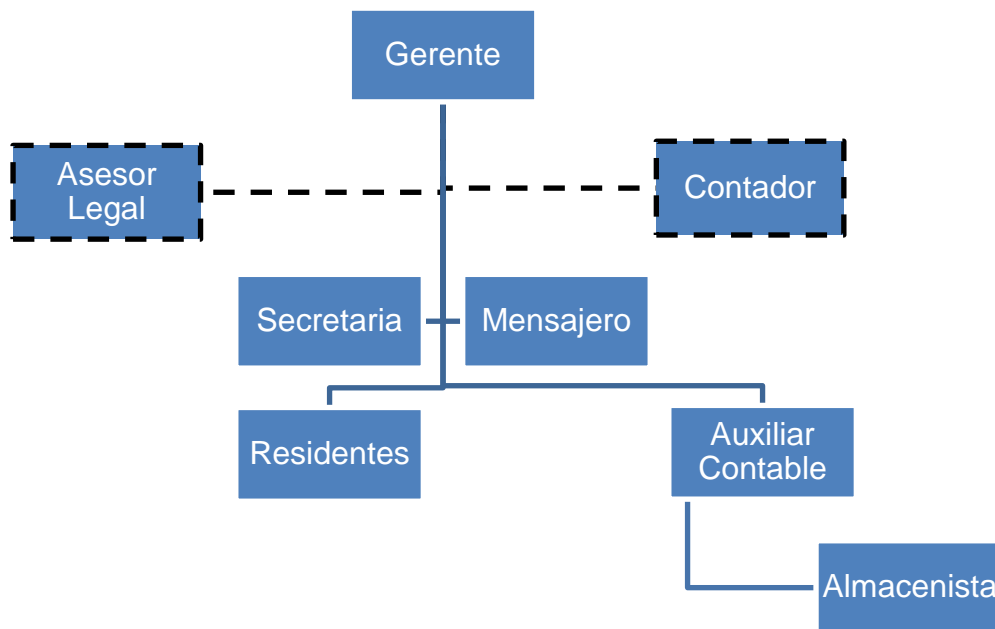 Gerente
Asesor
Legal
Contador
Secretaria
Mensajero
Residentes
Auxiliar
Contable
Almacenista